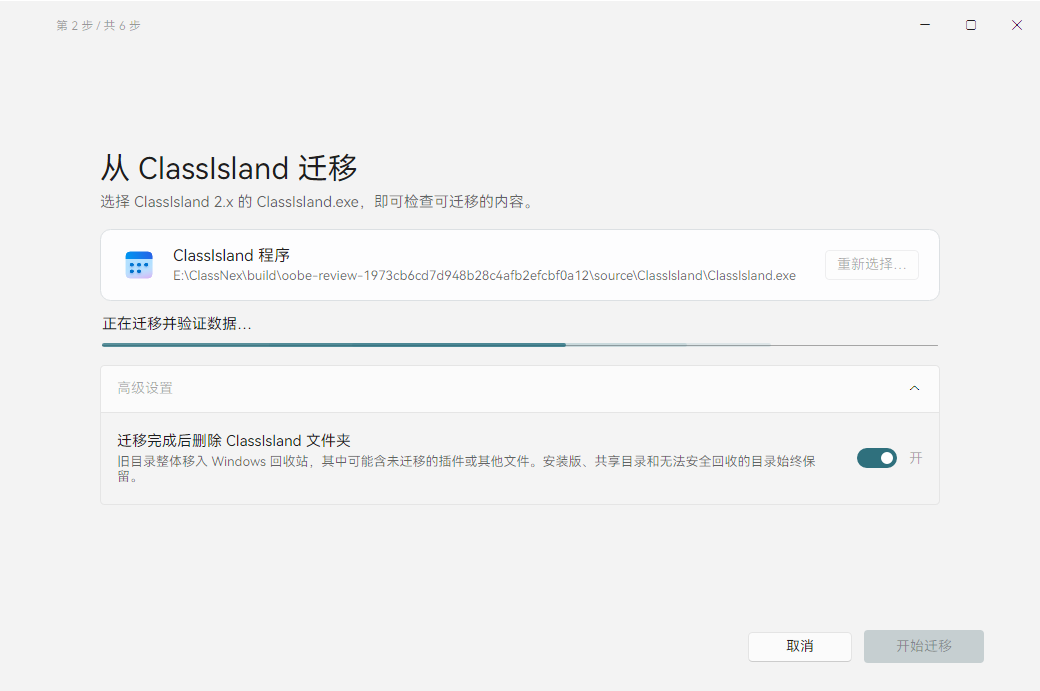 第 2 步 / 共 6 步
从 ClassIsland 迁移
选择 ClassIsland 2.x 的 ClassIsland.exe，即可检查可迁移的内容。
ClassIsland 程序
E:\ClassNex\build\oobe-review-1973cb6cd7d948b28c4afb2efcbf0a12\source\ClassIsland\ClassIsland.exe
重新选择…
正在迁移并验证数据…
高级设置
迁移完成后删除 ClassIsland 文件夹
旧目录整体移入 Windows 回收站，其中可能含未迁移的插件或其他文件。安装版、共享目录和无法安全回收的目录始终保
留。
开
取消
开始迁移